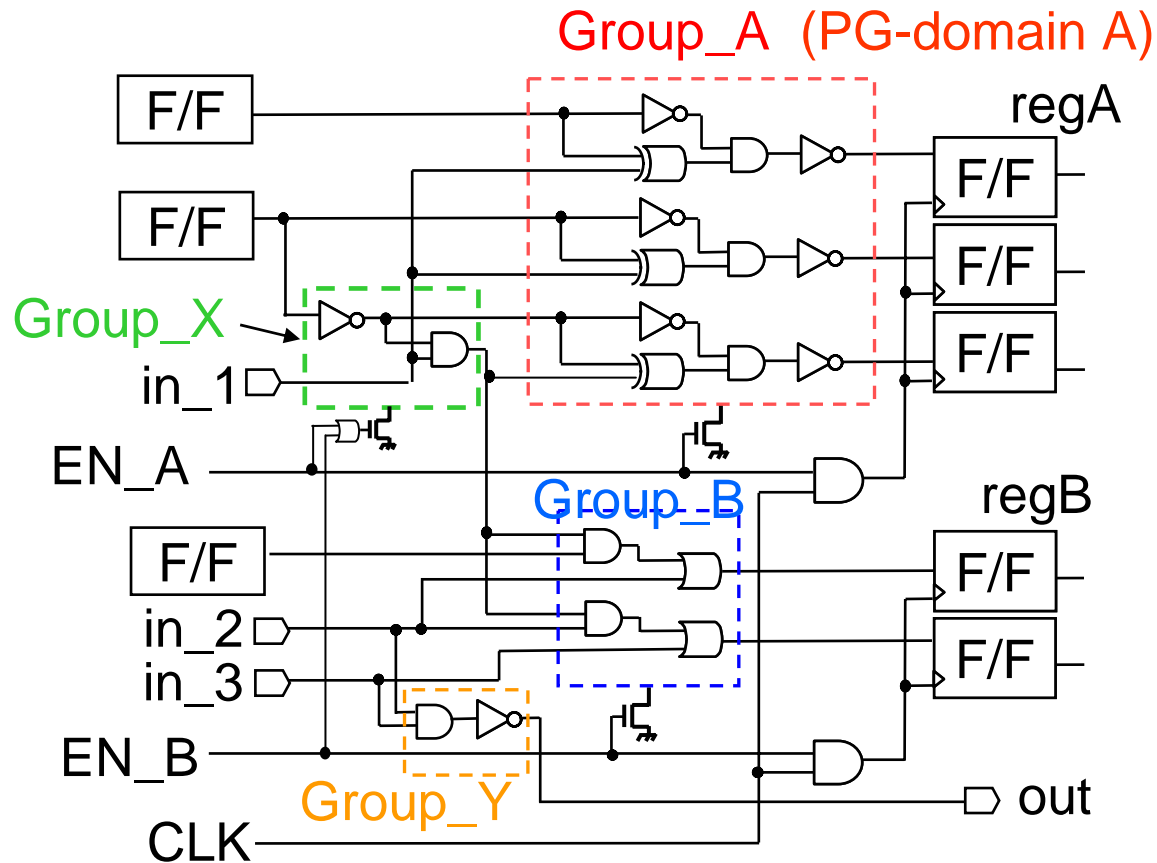 Group_A (PG-domain A)
F/F
regA
F/F
F/F
F/F
F/F
Group_X
in_1
EN_A
Group_B
regB
F/F
F/F
in_2
in_3
F/F
EN_B
Group_Y
out
CLK